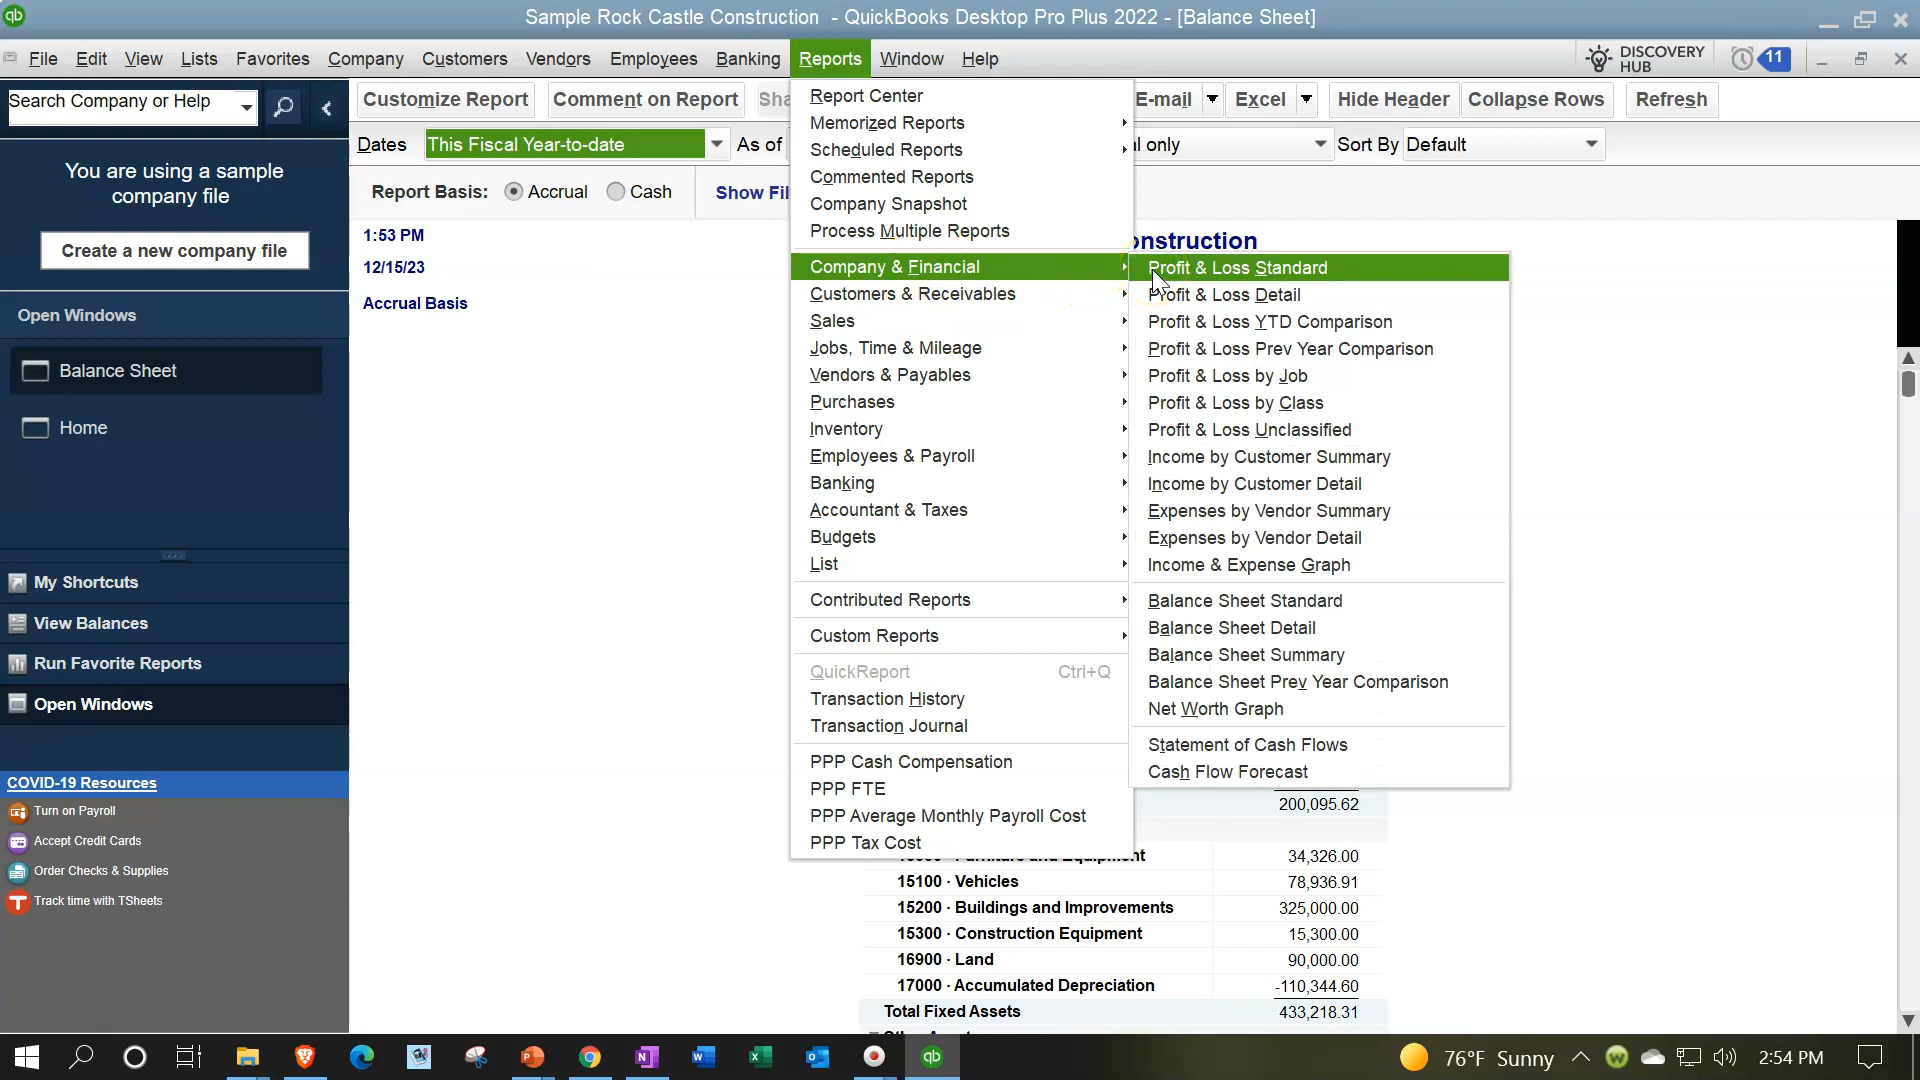 Sample Rock Castle Construction - QuickBooks Desktop Pro Plus 2022 - [Balance Sheet]
File Edit View Lists Favorites Company Customers Vendors Employees Banking Reports Window Help
DISCOVERY HUB
11
Search Company or Help
Customize Report Comment on Report Sha
E-mail Excel Hide Header Collapse Rows Refresh
Dates This Fiscal Year-to-date As of
l only Sort By Default
Report Basis: Accrual Cash Show Fil
You are using a sample
company file
Create a new company file
Open Windows
Balance Sheet
Home
My Shortcuts
View Balances
Run Favorite Reports
Open Windows
COVID-19 Resources
Turn on Payroll
Accept Credit Cards
Order Checks & Supplies
Track time with TSheets
1:53 PM
12/15/23
Accrual Basis
onstruction
Report Center
Memorized Reports
Scheduled Reports
Commented Reports
Company Snapshot
Process Multiple Reports
Company & Financial
Customers & Receivables
Sales
Jobs, Time & Mileage
Vendors & Payables
Purchases
Inventory
Employees & Payroll
Banking
Accountant & Taxes
Budgets
List
Contributed Reports
Custom Reports
QuickReport Ctrl+Q
Transaction History
Transaction Journal
PPP Cash Compensation
PPP FTE
PPP Average Monthly Payroll Cost
PPP Tax Cost
Profit & Loss Standard
Profit & Loss Detail
Profit & Loss YTD Comparison
Profit & Loss Prev Year Comparison
Profit & Loss by Job
Profit & Loss by Class
Profit & Loss Unclassified
Income by Customer Summary
Income by Customer Detail
Expenses by Vendor Summary
Expenses by Vendor Detail
Income & Expense Graph
Balance Sheet Standard
Balance Sheet Detail
Balance Sheet Summary
Balance Sheet Prev Year Comparison
Net Worth Graph
Statement of Cash Flows
Cash Flow Forecast
200,095.62
34,326.00
15100 · Vehicles 78,936.91
15200 · Buildings and Improvements 325,000.00
15300 · Construction Equipment 15,300.00
16900 · Land 90,000.00
17000 · Accumulated Depreciation -110,344.60
Total Fixed Assets 433,218.31
76°F Sunny 2:54 PM